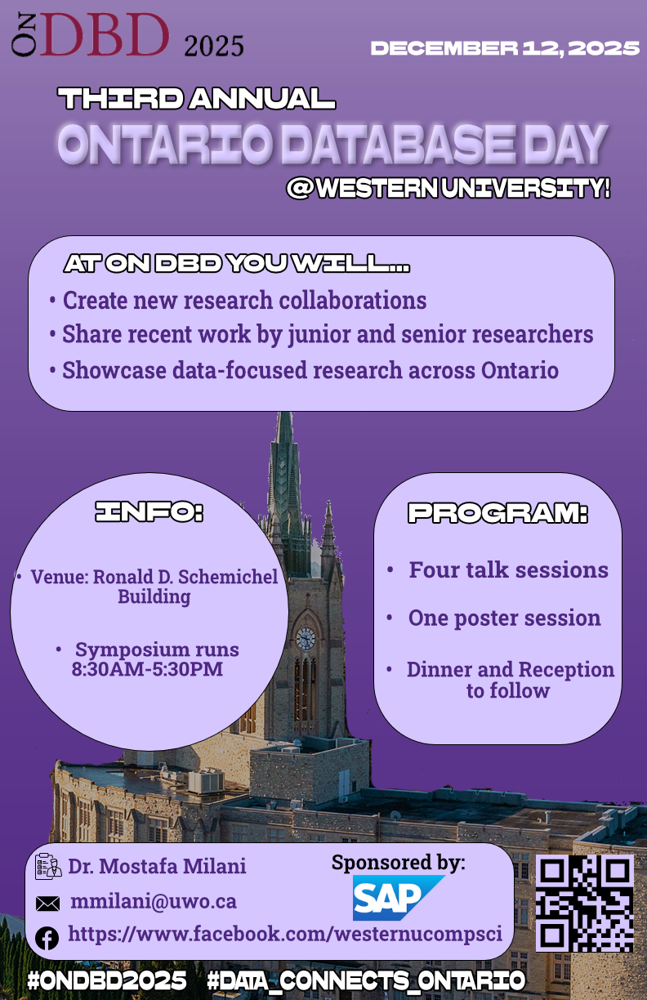 ON DBD 2025
DECEMBER 12, 2025
THIRD ANNUAL
ONTARIO DATABASE DAY
@WESTERN UNIVERSITY!
AT ON DBD YOU WILL...
• Create new research collaborations
• Share recent work by junior and senior researchers
• Showcase data-focused research across Ontario
INFO:
• Venue: Ronald D. Schemichel
Building
• Symposium runs
8:30AM-5:30PM
PROGRAM:
• Four talk sessions
• One poster session
• Dinner and Reception
to follow
Dr. Mostafa Milani
mmilani@uwo.ca
https://www.facebook.com/westernucompsci
Sponsored by:
SAP
#ONDBD2025 #DATA_CONNECTS_ONTARIO